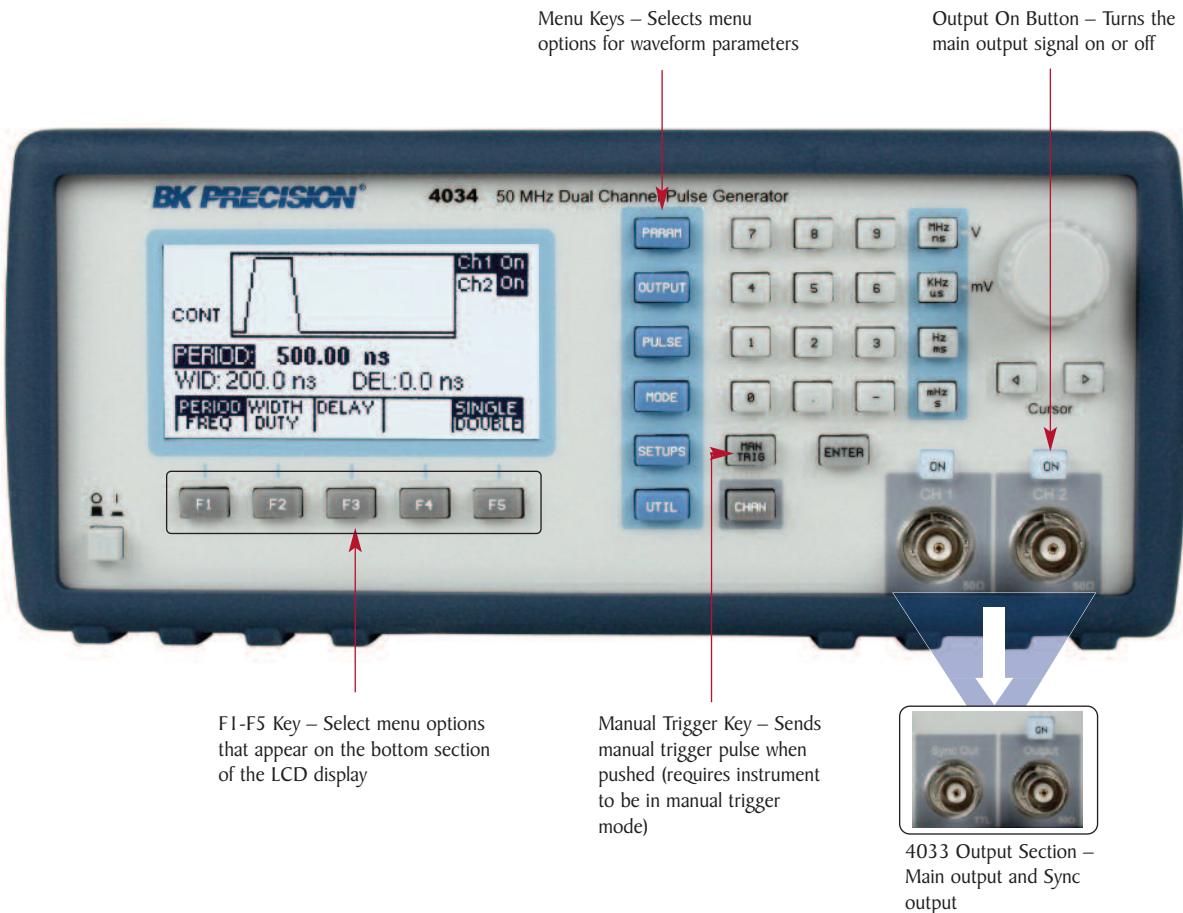 Menu Keys – Selects menu
options for waveform parameters
Output On Button – Turns the
main output signal on or off
BK PRECISION®
4034 50 MHz Dual Channel Pulse Generator
Ch1 On
Ch2 On
CONT
PERIOD: 500.00 ns
WID: 200.0 ns DEL:0.0 ns
PERIOD WIDTH DELAY SINGLE
FREQ DUTY DOUBLE
F1 F2 F3 F4 F5
PARAM
OUTPUT
PULSE
MODE
SETUPS
UTIL
7 8 9
4 5 6
1 2 3
0 . -
MHz
ns
V
KHz
us
mV
Hz
ms
mHz
s
MAN
TRIG
ENTER
CHAN
Cursor
ON
CH 1
50Ω
ON
CH 2
50Ω
F1-F5 Key – Select menu options
that appear on the bottom section
of the LCD display
Manual Trigger Key – Sends
manual trigger pulse when
pushed (requires instrument
to be in manual trigger
mode)
ON
Sync Out
Output
TTL
50Ω
4033 Output Section –
Main output and Sync
output